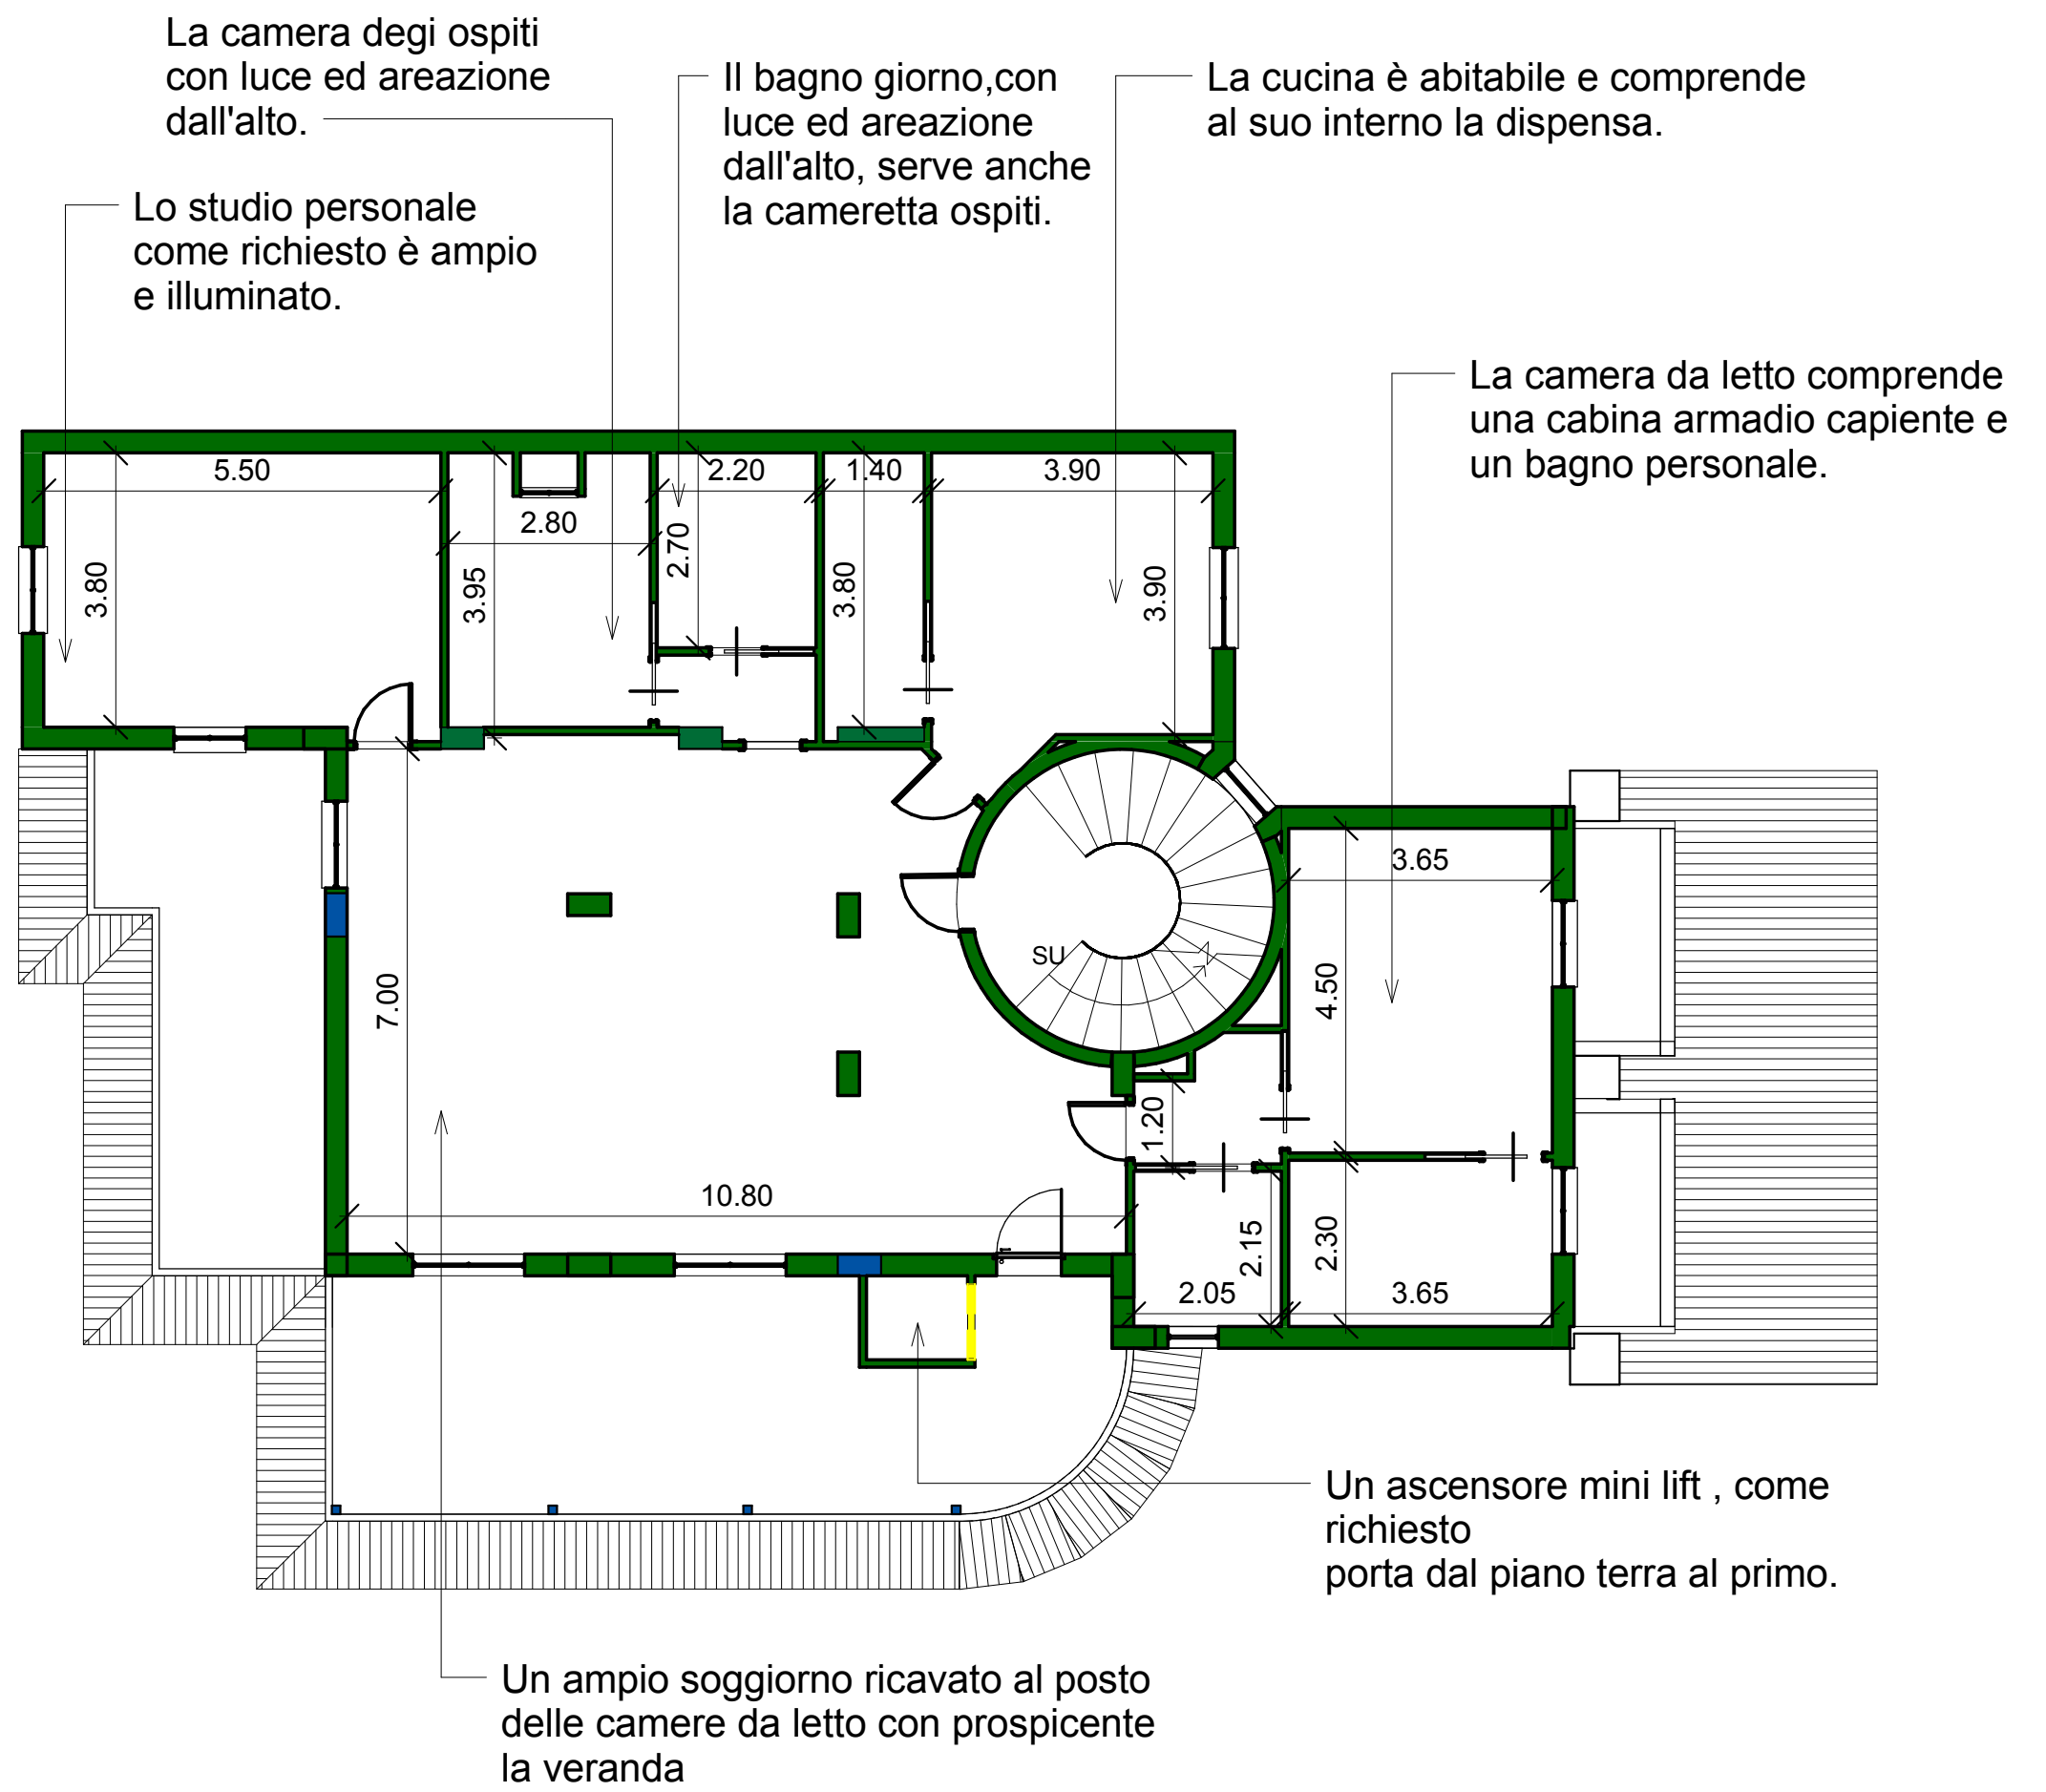 La camera degi ospiti
con luce ed areazione
dall'alto.
Il bagno giorno,con
luce ed areazione
dall'alto, serve anche
la cameretta ospiti.
La cucina è abitabile e comprende
al suo interno la dispensa.
Lo studio personale
come richiesto è ampio
e illuminato.
La camera da letto comprende
una cabina armadio capiente e
un bagno personale.
5.50
2.20
1.40
3.90
2.80
2.70
3.80
3.95
3.80
3.90
3.65
SU
4.50
7.00
1.20
10.80
2.15
2.30
2.05
3.65
Un ascensore mini lift , come
richiesto
porta dal piano terra al primo.
Un ampio soggiorno ricavato al posto
delle camere da letto con prospicente
la veranda